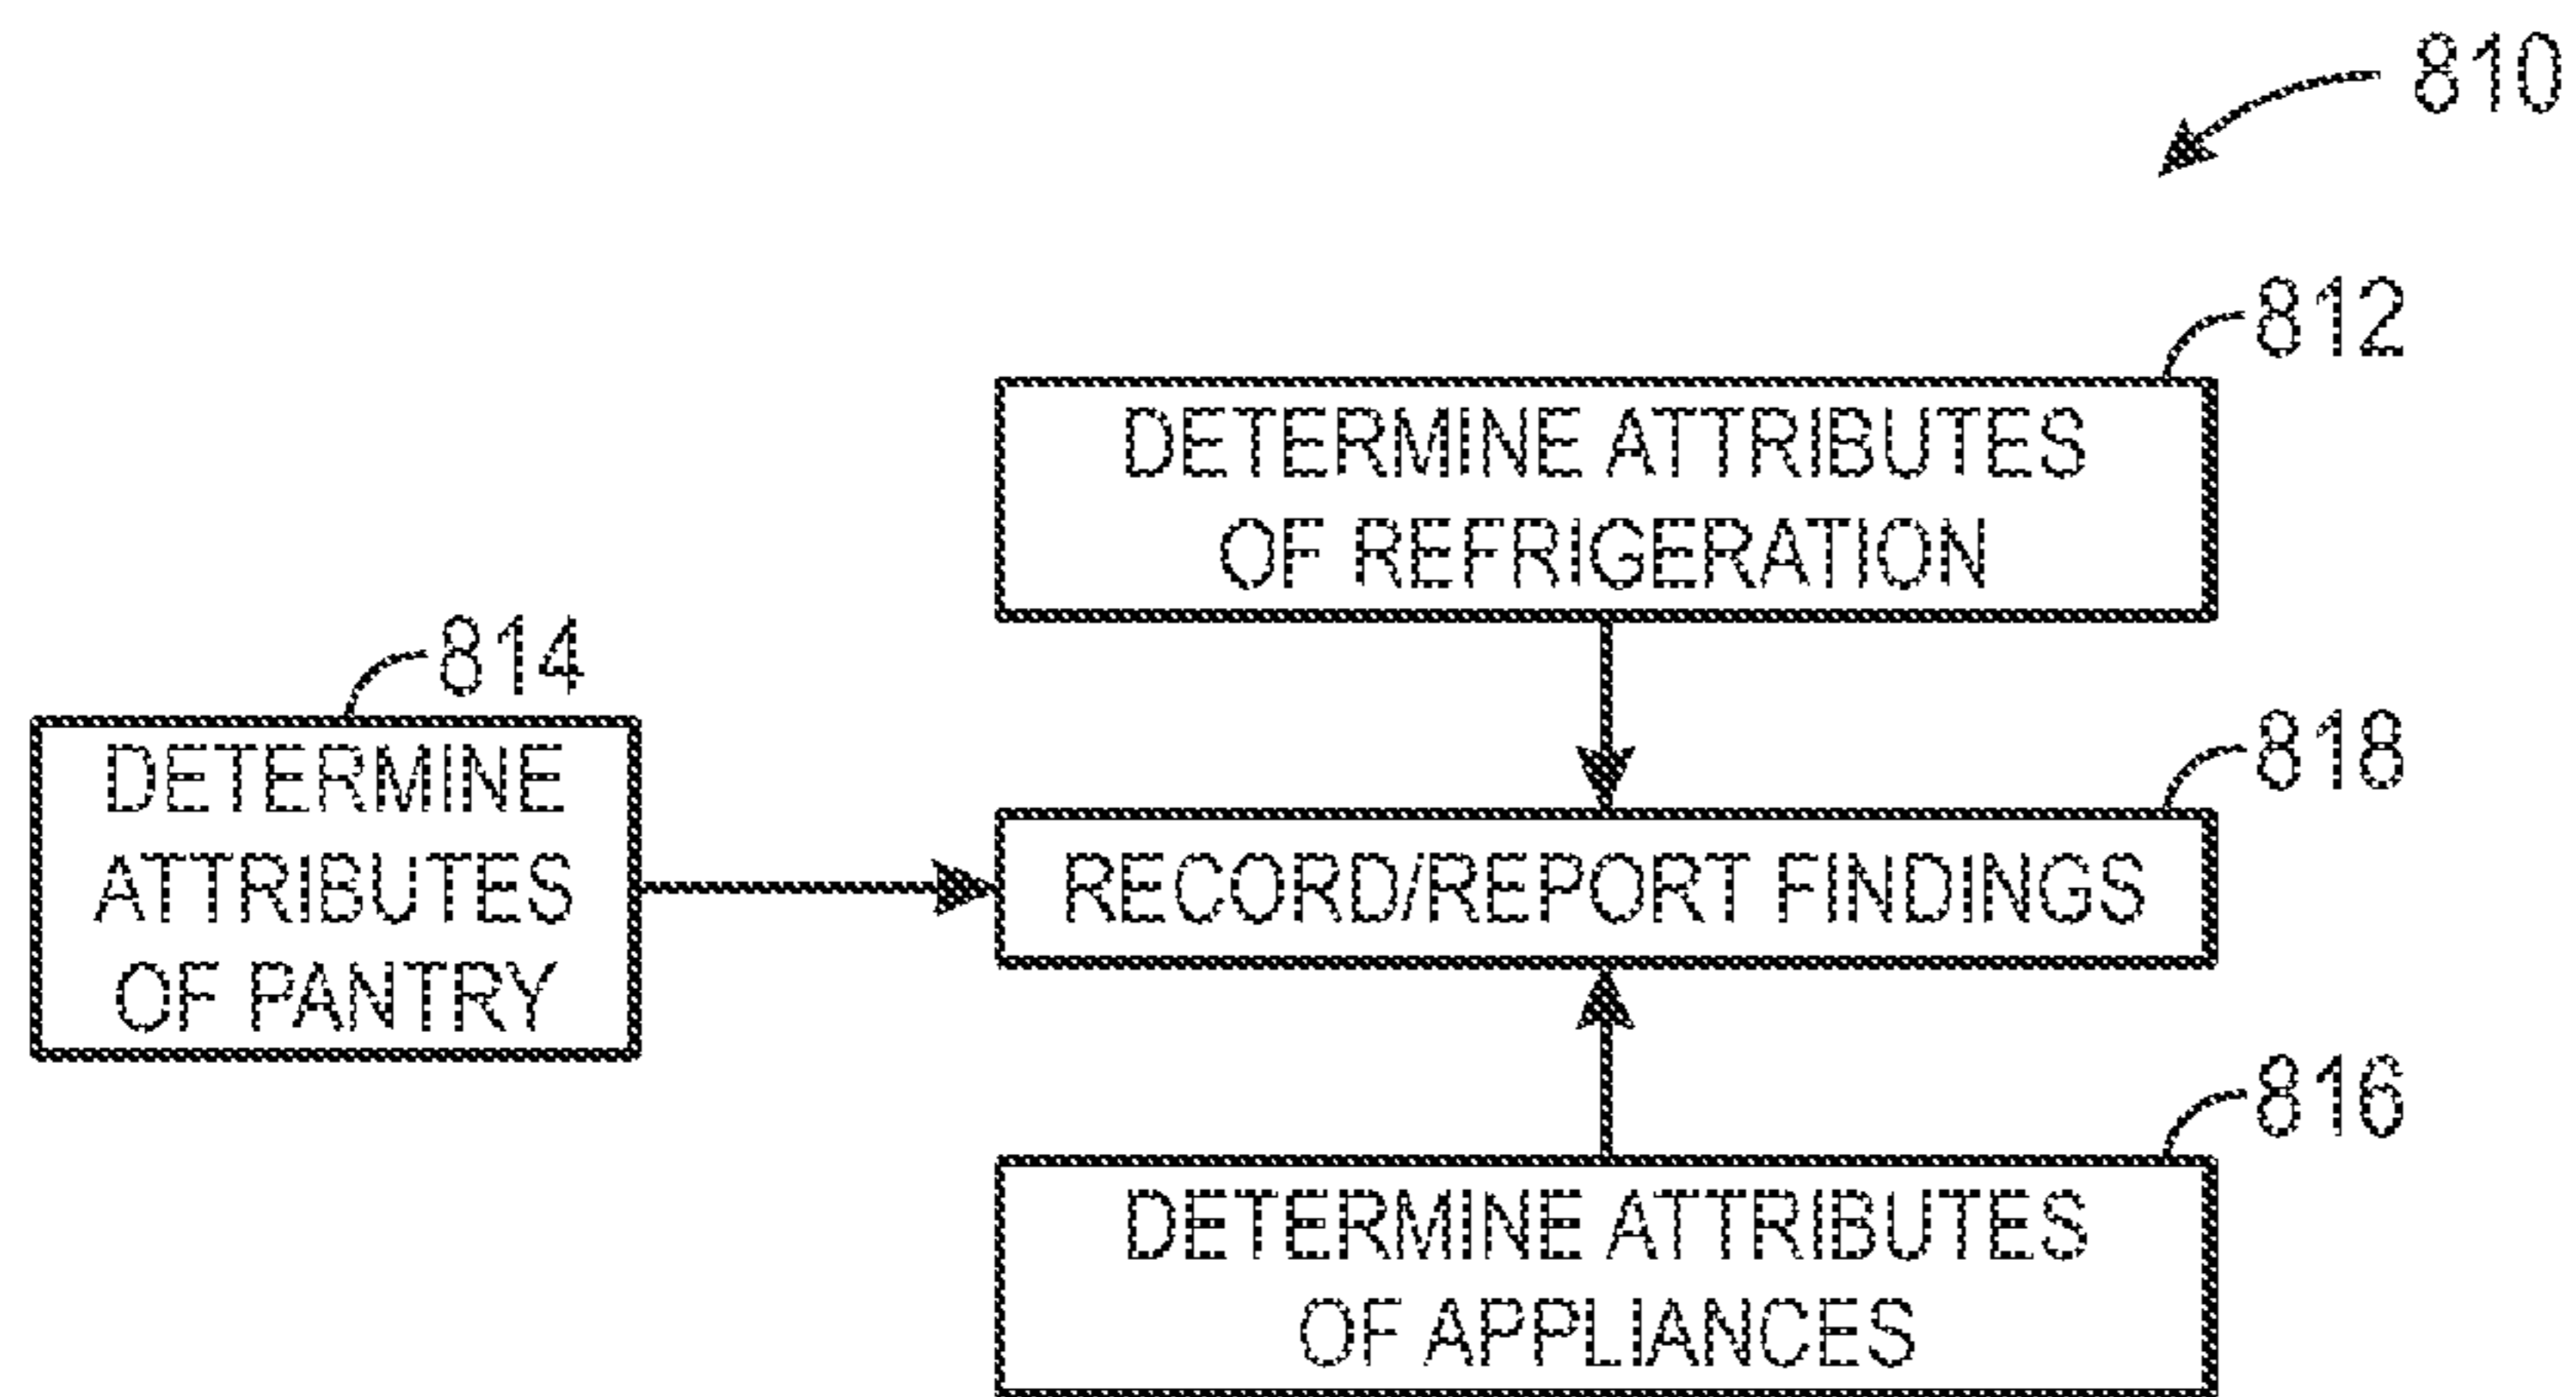 810
812
DETERMINE ATTRIBUTES
OF REFRIGERATION
814
DETERMINE
ATTRIBUTES
OF PANTRY
818
RECORD/REPORT FINDINGS
816
DETERMINE ATTRIBUTES
OF APPLIANCES